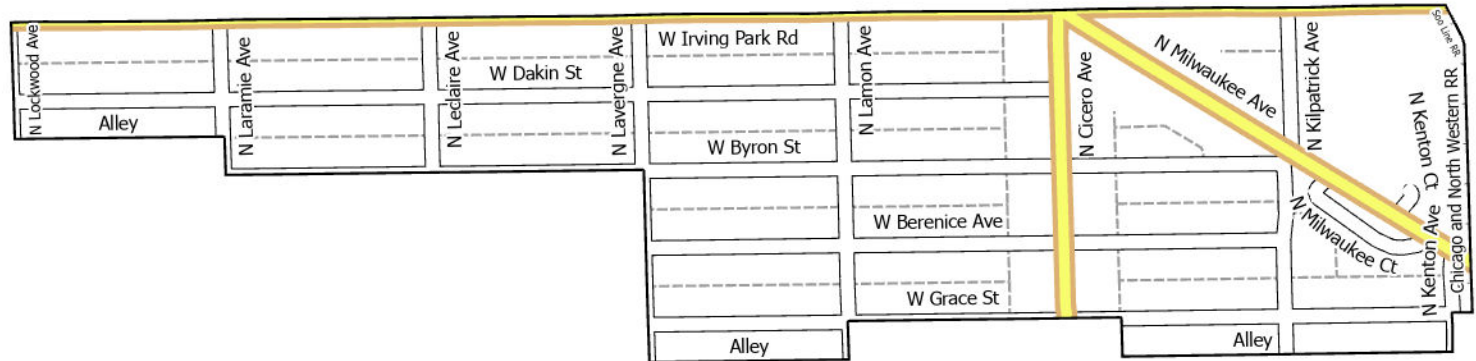 N Lockwood Ave
N Laramie Ave
N Leclaire Ave
N Lavergne Ave
W Irving Park Rd
N Lamon Ave
N Cicero Ave
N Milwaukee Ave
N Kilpatrick Ave
Soo Line RR
W Dakin St
Alley
W Byron St
N Kenton Ct
Chicago and North Western RR
W Berenice Ave
N Milwaukee Ct
N Kenton Ave
W Grace St
Alley
Alley